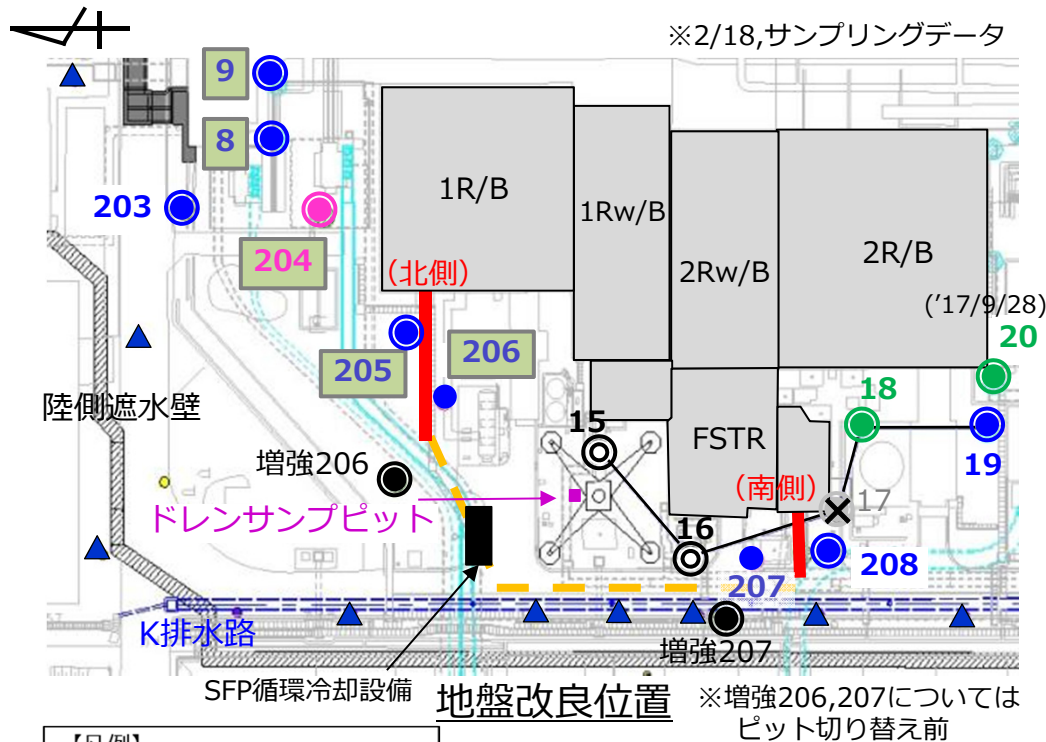 ※2/18,サンプリングデータ
9
8
203
204
1R/B
1Rw/B
2Rw/B
2R/B
(北側)
('17/9/28)
20
205
206
18
陸側遮水壁
15
FSTR
19
増強206
(南側)
17
ドレンサンプピット
16
207
208
K排水路
増強207
SFP循環冷却設備
地盤改良位置
※増強206,207については
ピット切り替え前